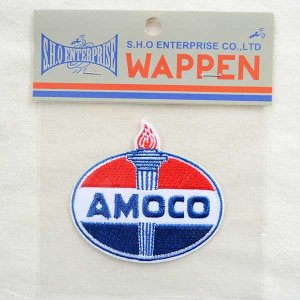 S.H.O ENTERPRISE
S.H.O ENTERPRISE CO.,LTD
WAPPEN
AMOCO